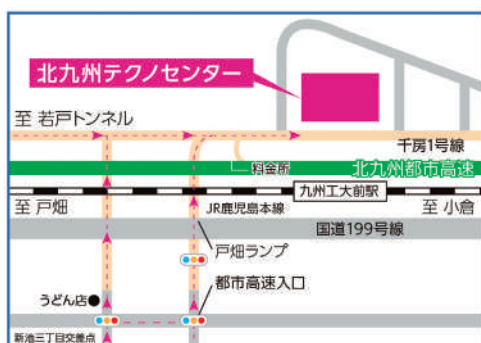 北九州テクノセンター
至 若戸トンネル
千房1号線
料金所
北九州都市高速
九州工大前駅
至 戸畑
JR鹿児島本線
至 小倉
国道199号線
戸畑ランプ
都市高速入口
うどん店
新池三丁目交差点